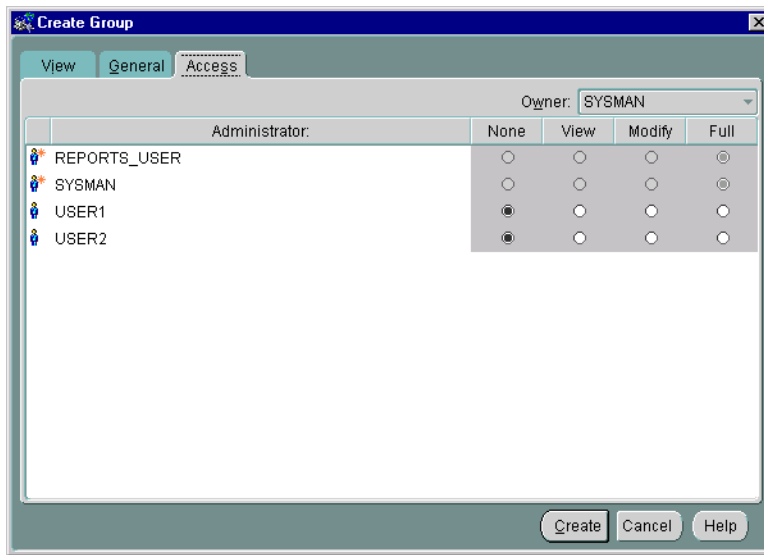 Create Group
View General Access
Owner: SYSMAN
Administrator: None View Modify Full
REPORTS_USER
SYSMAN
USER1
USER2
Create Cancel Help